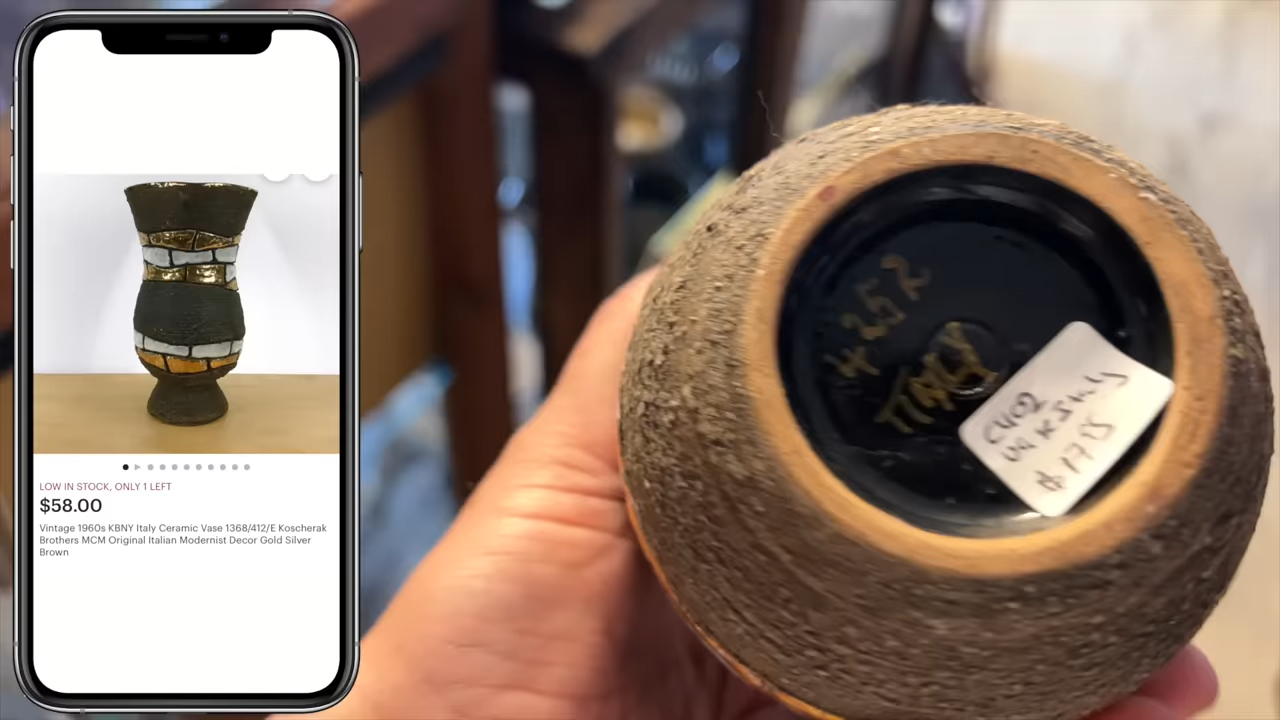 LOW IN STOCK, ONLY 1 LEFT
$58.00
Vintage 1960s KBNY Italy Ceramic Vase 1368/412/E Koscherak
Brothers MCM Original Italian Modernist Decor Gold Silver
Brown
4252
ITALY